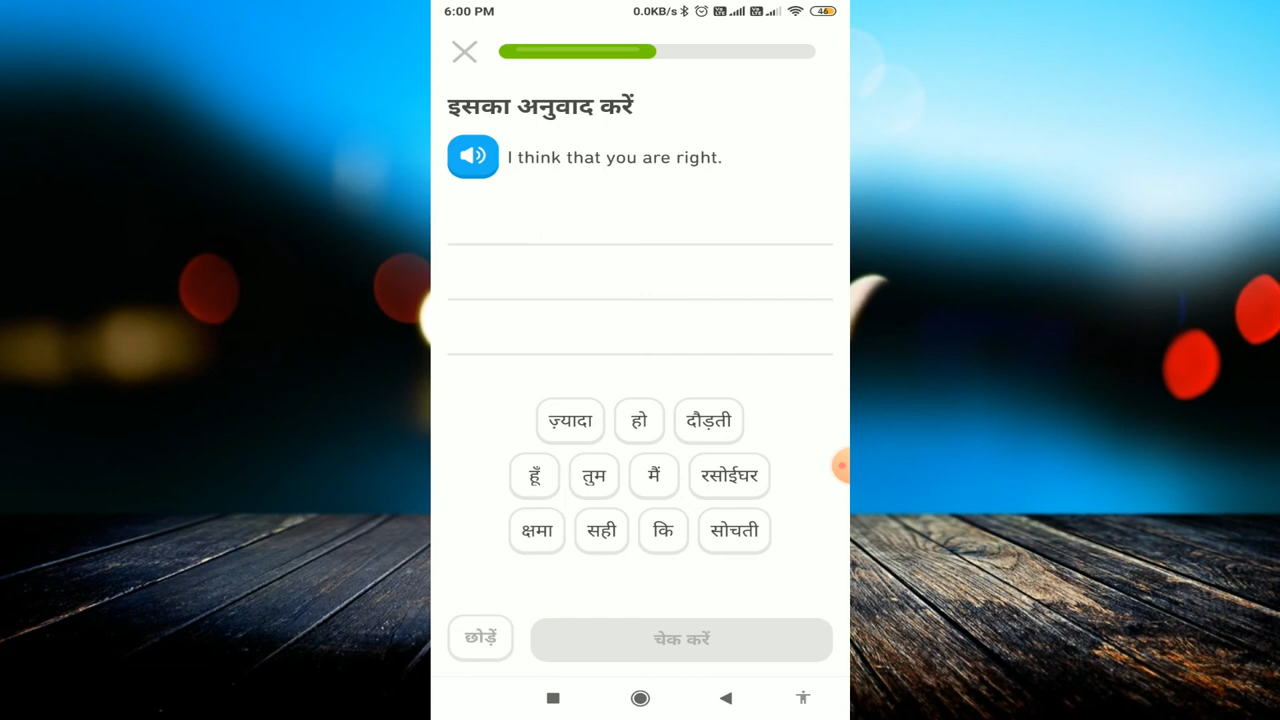 6:00 PM 0.0KB/s 46
इसका अनुवाद करें
I think that you are right.
ज़्यादा हो दौड़ती
हूँ तुम मैं रसोईघर
क्षमा सही कि सोचती
छोड़ें चेक करें